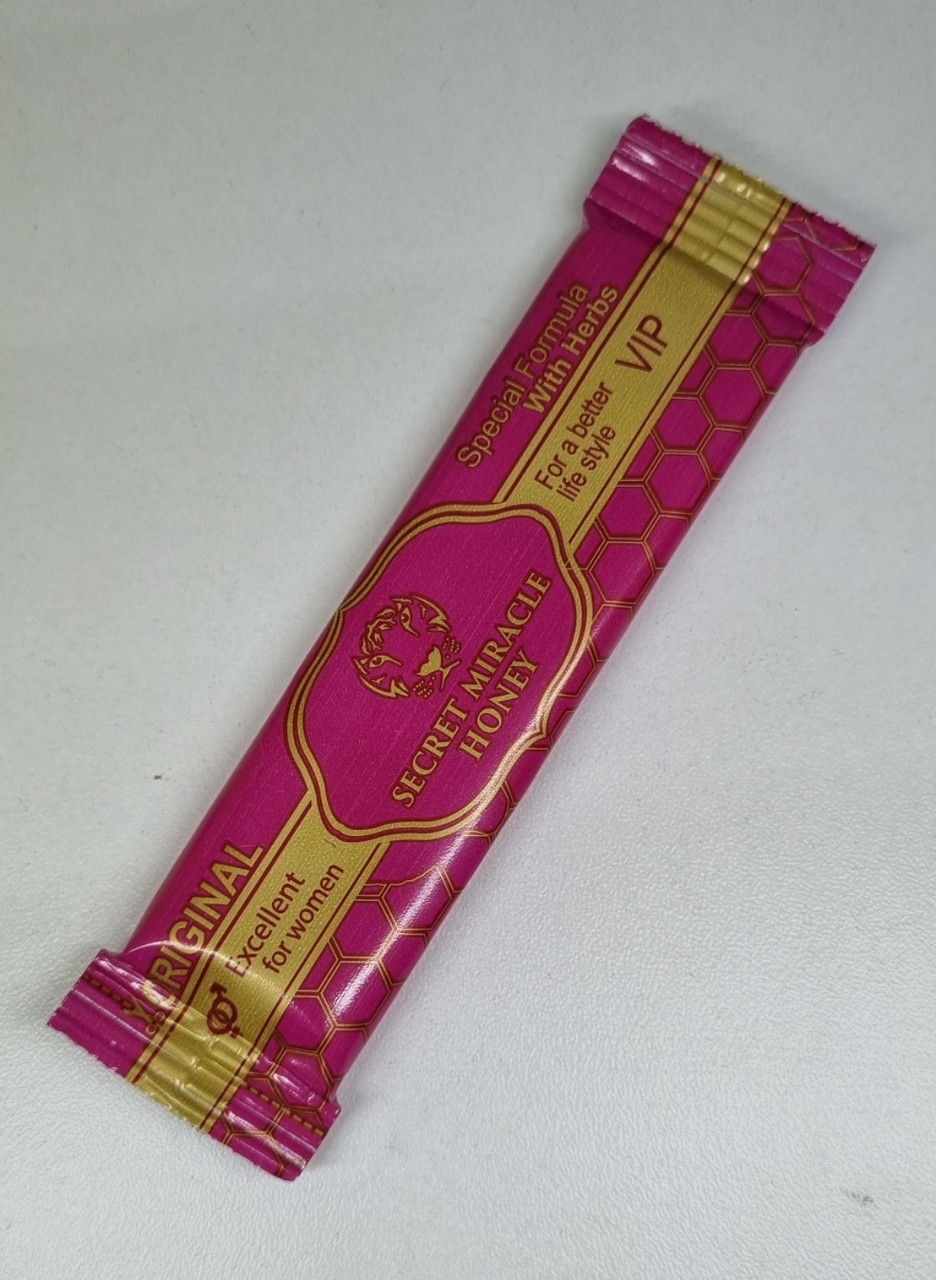 Special Formula
With Herbs
For a better
life style
VIP
SECRET MIRACLE
HONEY
ORIGINAL
Excellent
for women